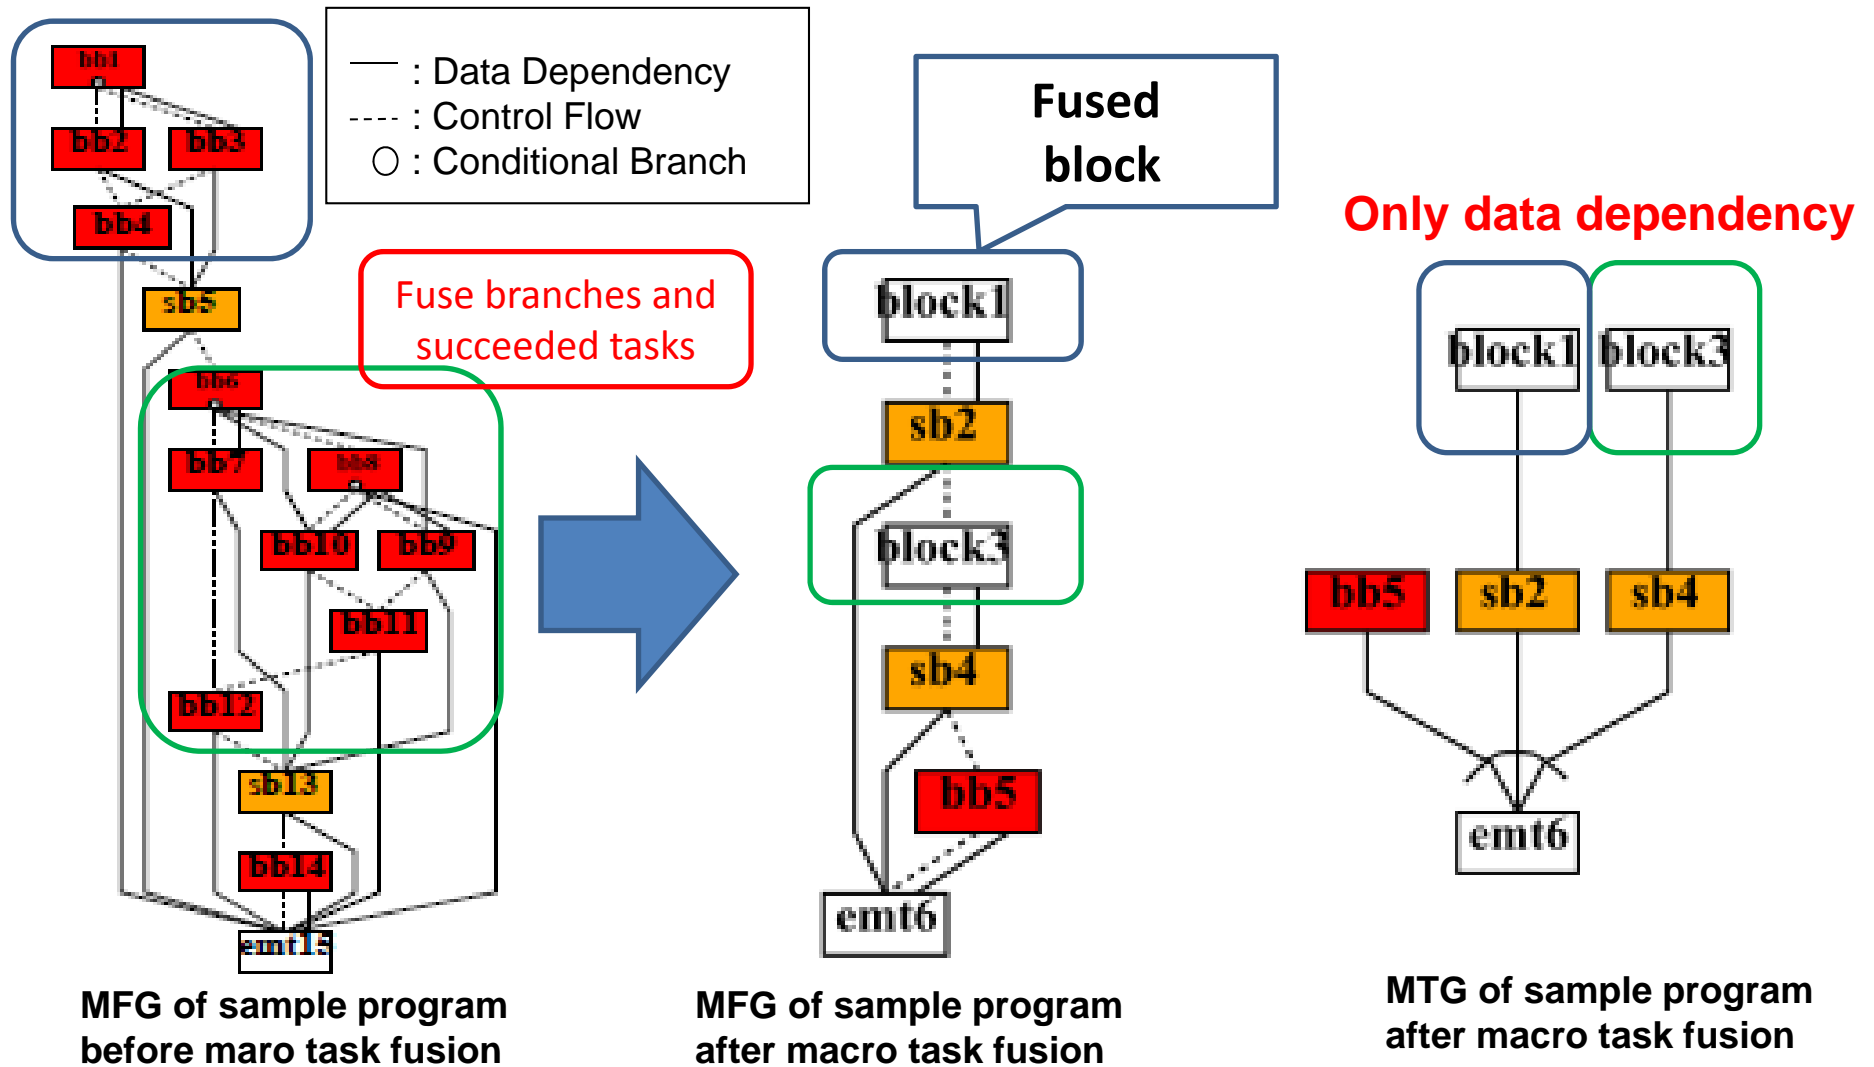 bb1
bb2
bb3
bb4
sb5
bb6
bb7
bb8
bb10
bb9
bb11
bb12
sb13
bb14
emt15
MFG of sample program
before maro task fusion
: Data Dependency
: Control Flow
: Conditional Branch
Fuse branches and
succeeded tasks
Fused
block
block1
sb2
block3
sb4
bb5
emt6
MFG of sample program
after macro task fusion
Only data dependency
block1
block3
bb5
sb2
sb4
emt6
MTG of sample program
after macro task fusion